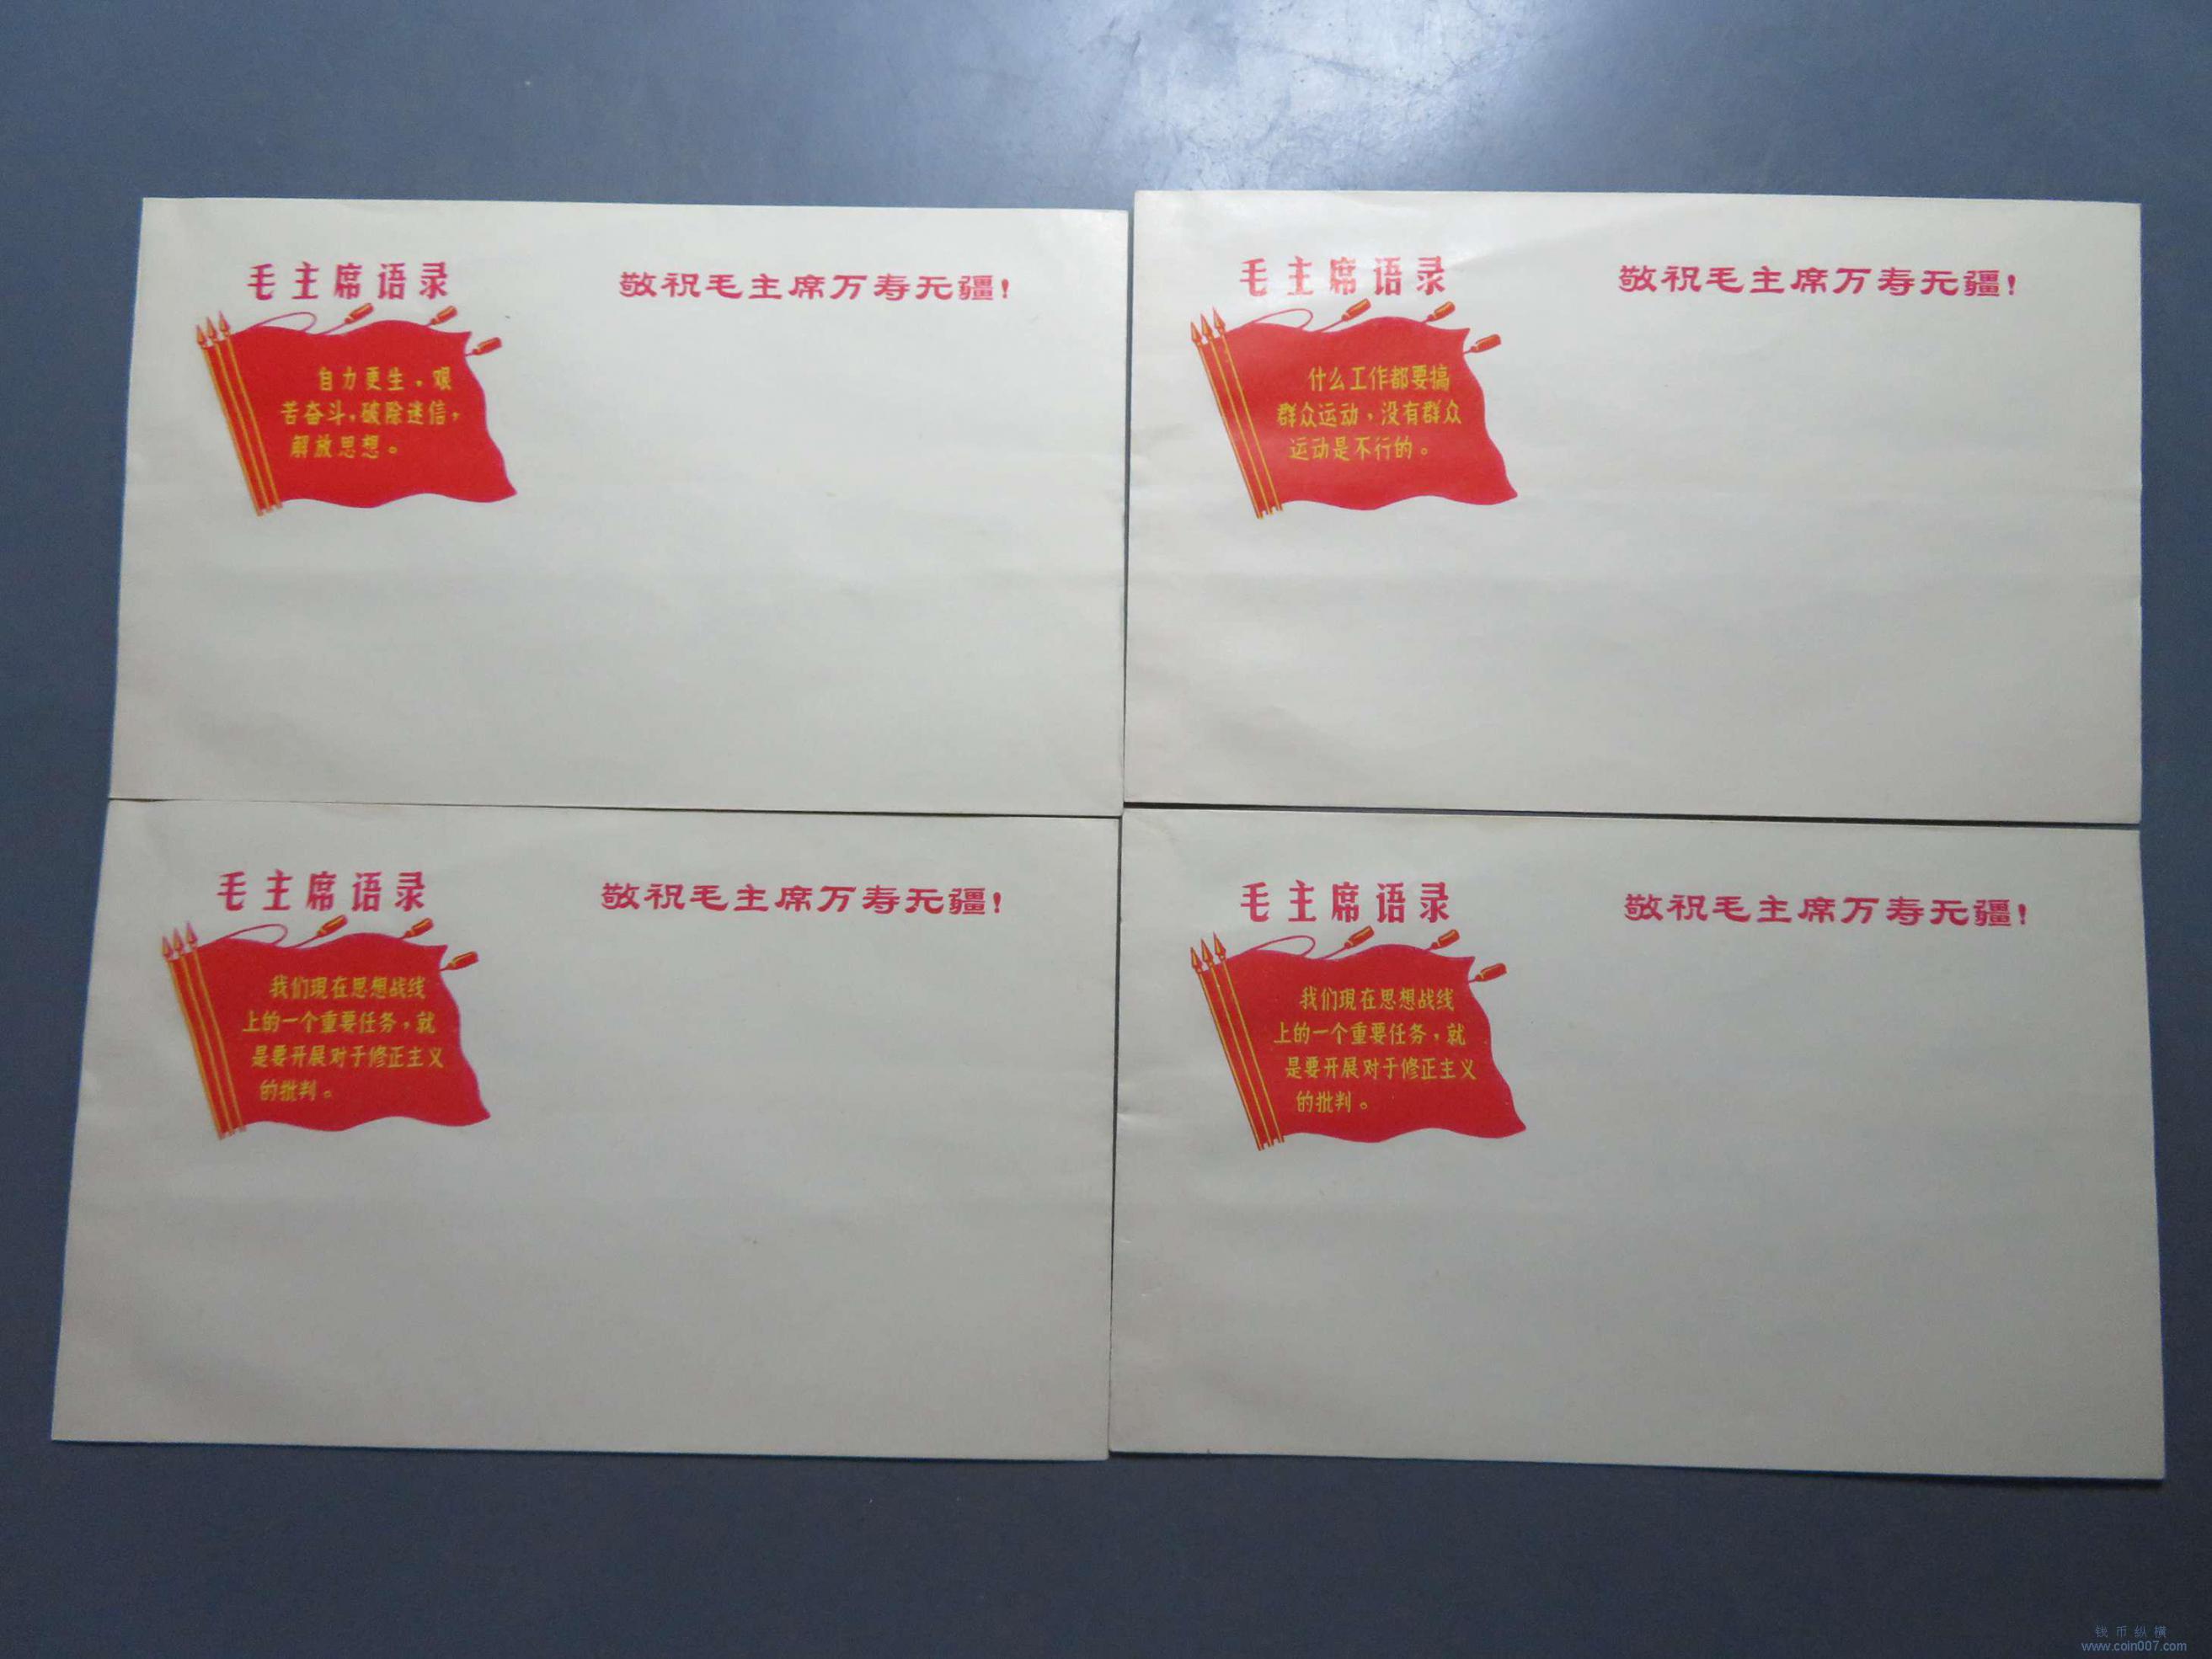 毛主席语录
敬祝毛主席万寿无疆!
自力更生,艰
苦奋斗,破除迷信,
解放思想。
毛主席语录
敬祝毛主席万寿无疆!
什么工作都要搞
群众运动,没有群众
运动是不行的。
毛主席语录
敬祝毛主席万寿无疆!
我们现在思想战线
上的一个重要任务,就
是要开展对于修正主义
的批判。
毛主席语录
敬祝毛主席万寿无疆!
我们现在思想战线
上的一个重要任务,就
是要开展对于修正主义
的批判。
钱币纵横
www.coin007.com